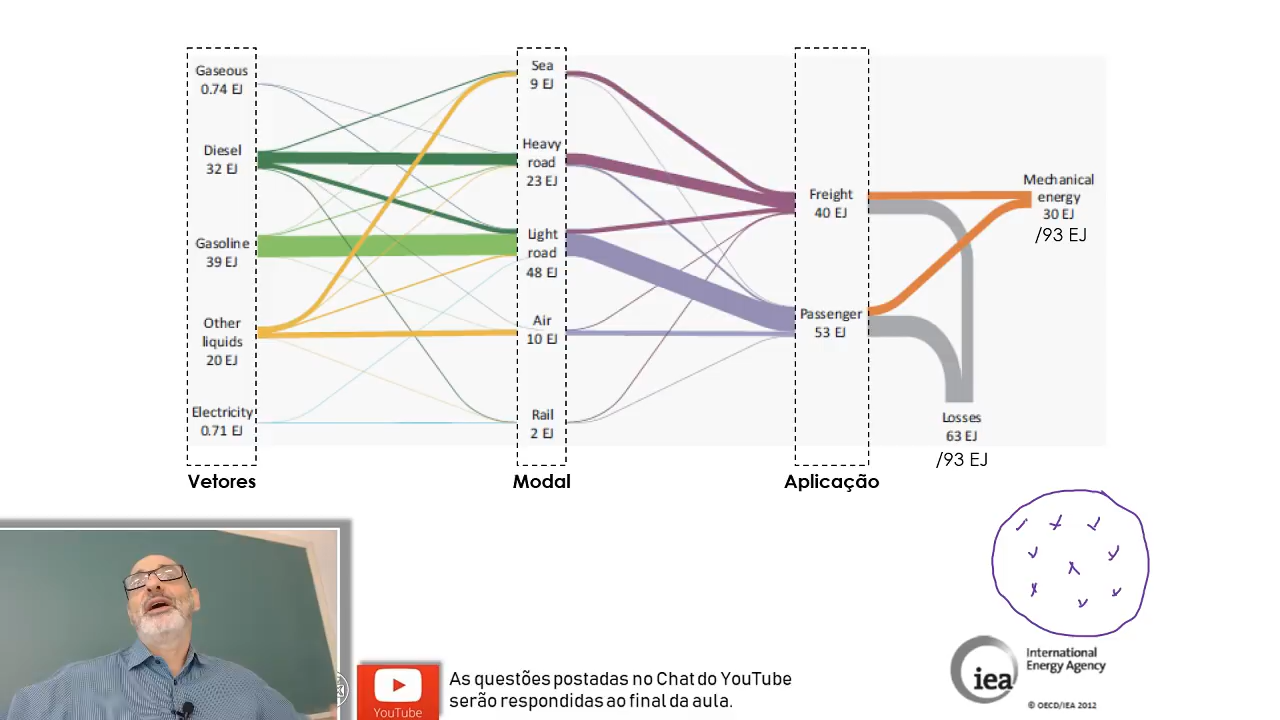 Gaseous
0.74 EJ
Diesel
32 EJ
Gasoline
39 EJ
Other
liquids
20 EJ
Electricity
0.71 EJ
Vetores
Sea
9 EJ
Heavy
road
23 EJ
Light
road
48 EJ
Air
10 EJ
Rail
2 EJ
Modal
Freight
40 EJ
Passenger
53 EJ
Aplicação
Mechanical
energy
30 EJ
/93 EJ
Losses
63 EJ
/93 EJ
YouTube
As questões postadas no Chat do YouTube
serão respondidas ao final da aula.
iea
International
Energy Agency
© OECD/IEA 2012